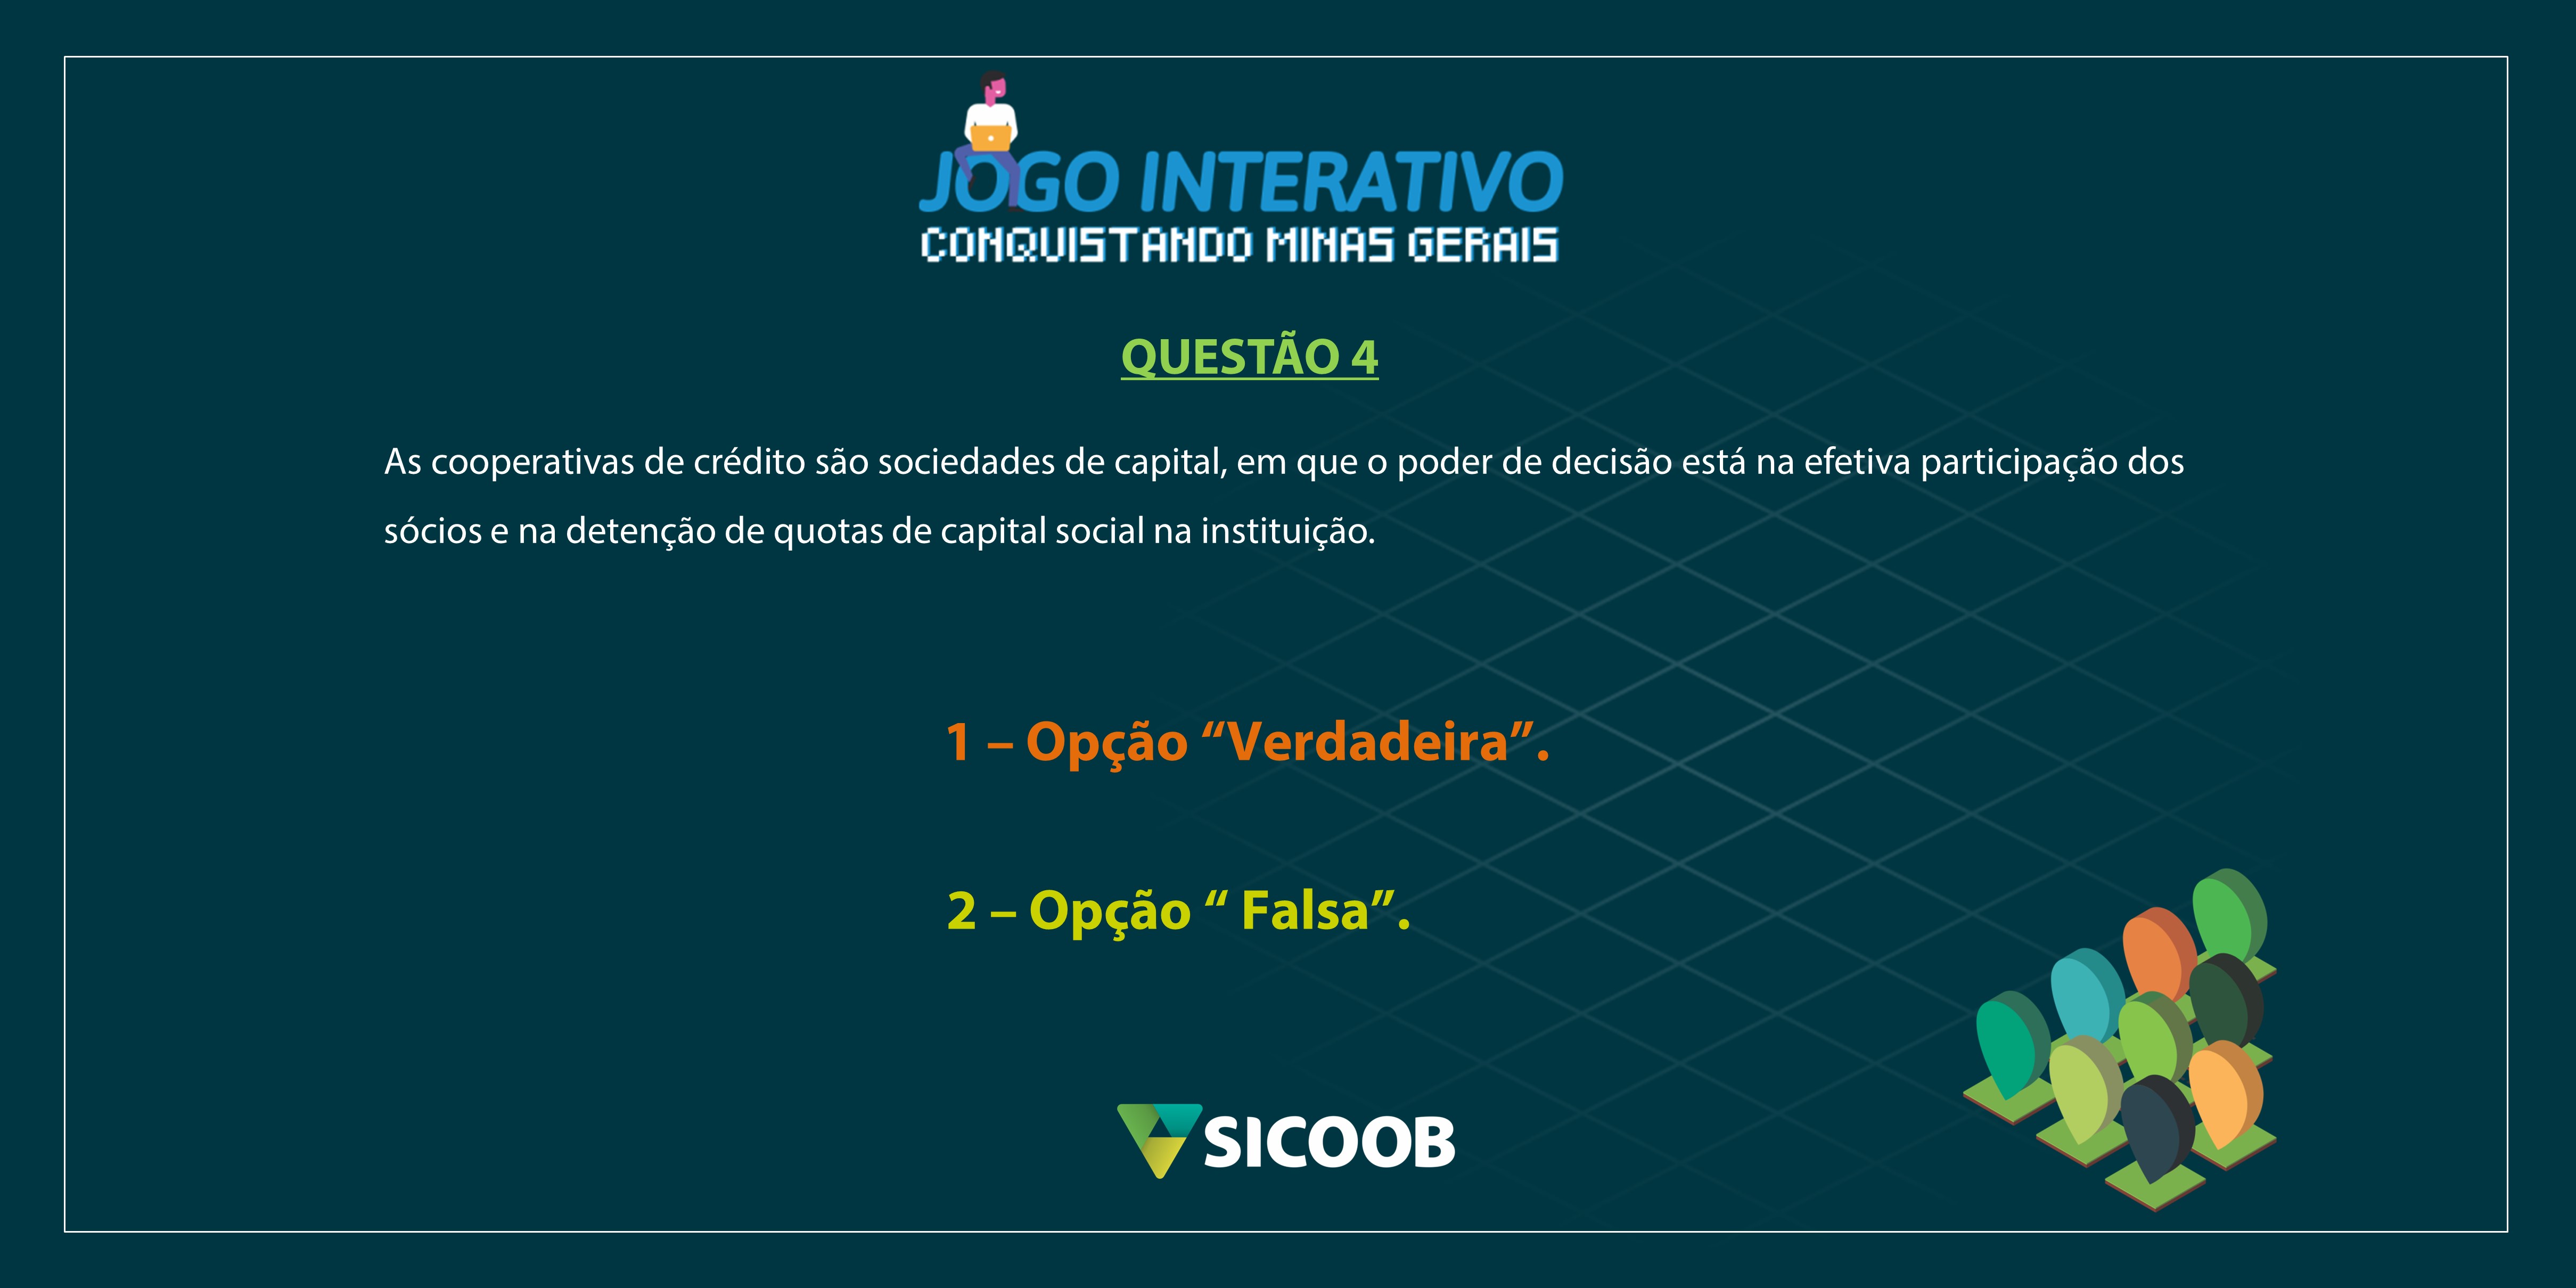 JOGO INTERATIVO
CONQUISTANDO MINAS GERAIS
QUESTÃO 4
As cooperativas de crédito são sociedades de capital, em que o poder de decisão está na efetiva participação dos
sócios e na detenção de quotas de capital social na instituição.
1 – Opção “Verdadeira”.
2 – Opção “ Falsa”.
SICOOB